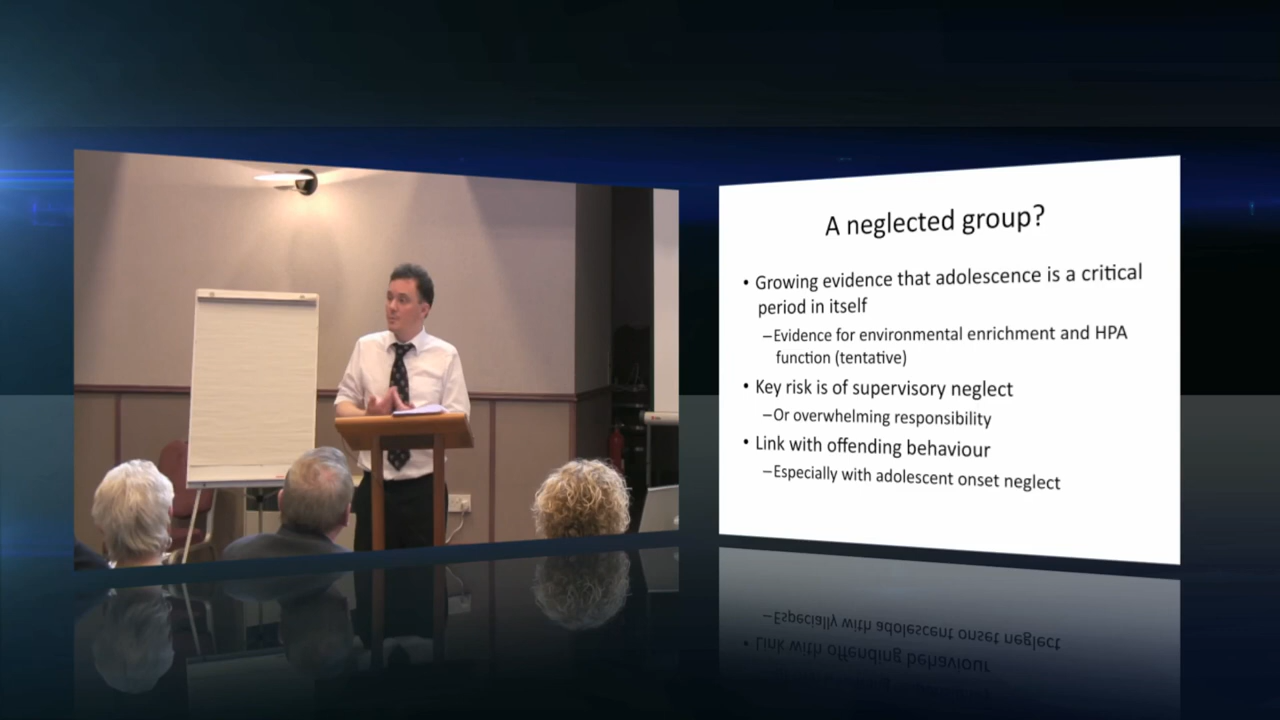 A neglected group?
• Growing evidence that adolescence is a critical
period in itself
–Evidence for environmental enrichment and HPA
function (tentative)
• Key risk is of supervisory neglect
–Or overwhelming responsibility
• Link with offending behaviour
–Especially with adolescent onset neglect